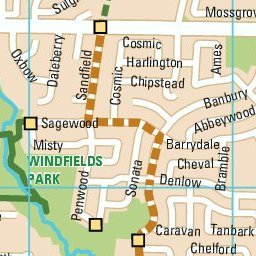 Sulg
Mossgrov
Cosmic
Harlington
Chipstead
Ames
Oxbow
Daleberry
Sandfield
Cosmic
Banbury
Abbeywood
Sagewood
Misty
WINDFIELDS
PARK
Barrydale
Cheval
Denlow
Bramble
Penwood
Sonata
Caravan
Tanbark
Chelford